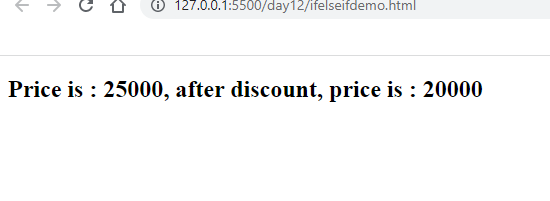 127.0.0.1:5500/day12/ifelseifdemo.html
Price is : 25000, after discount, price is : 20000